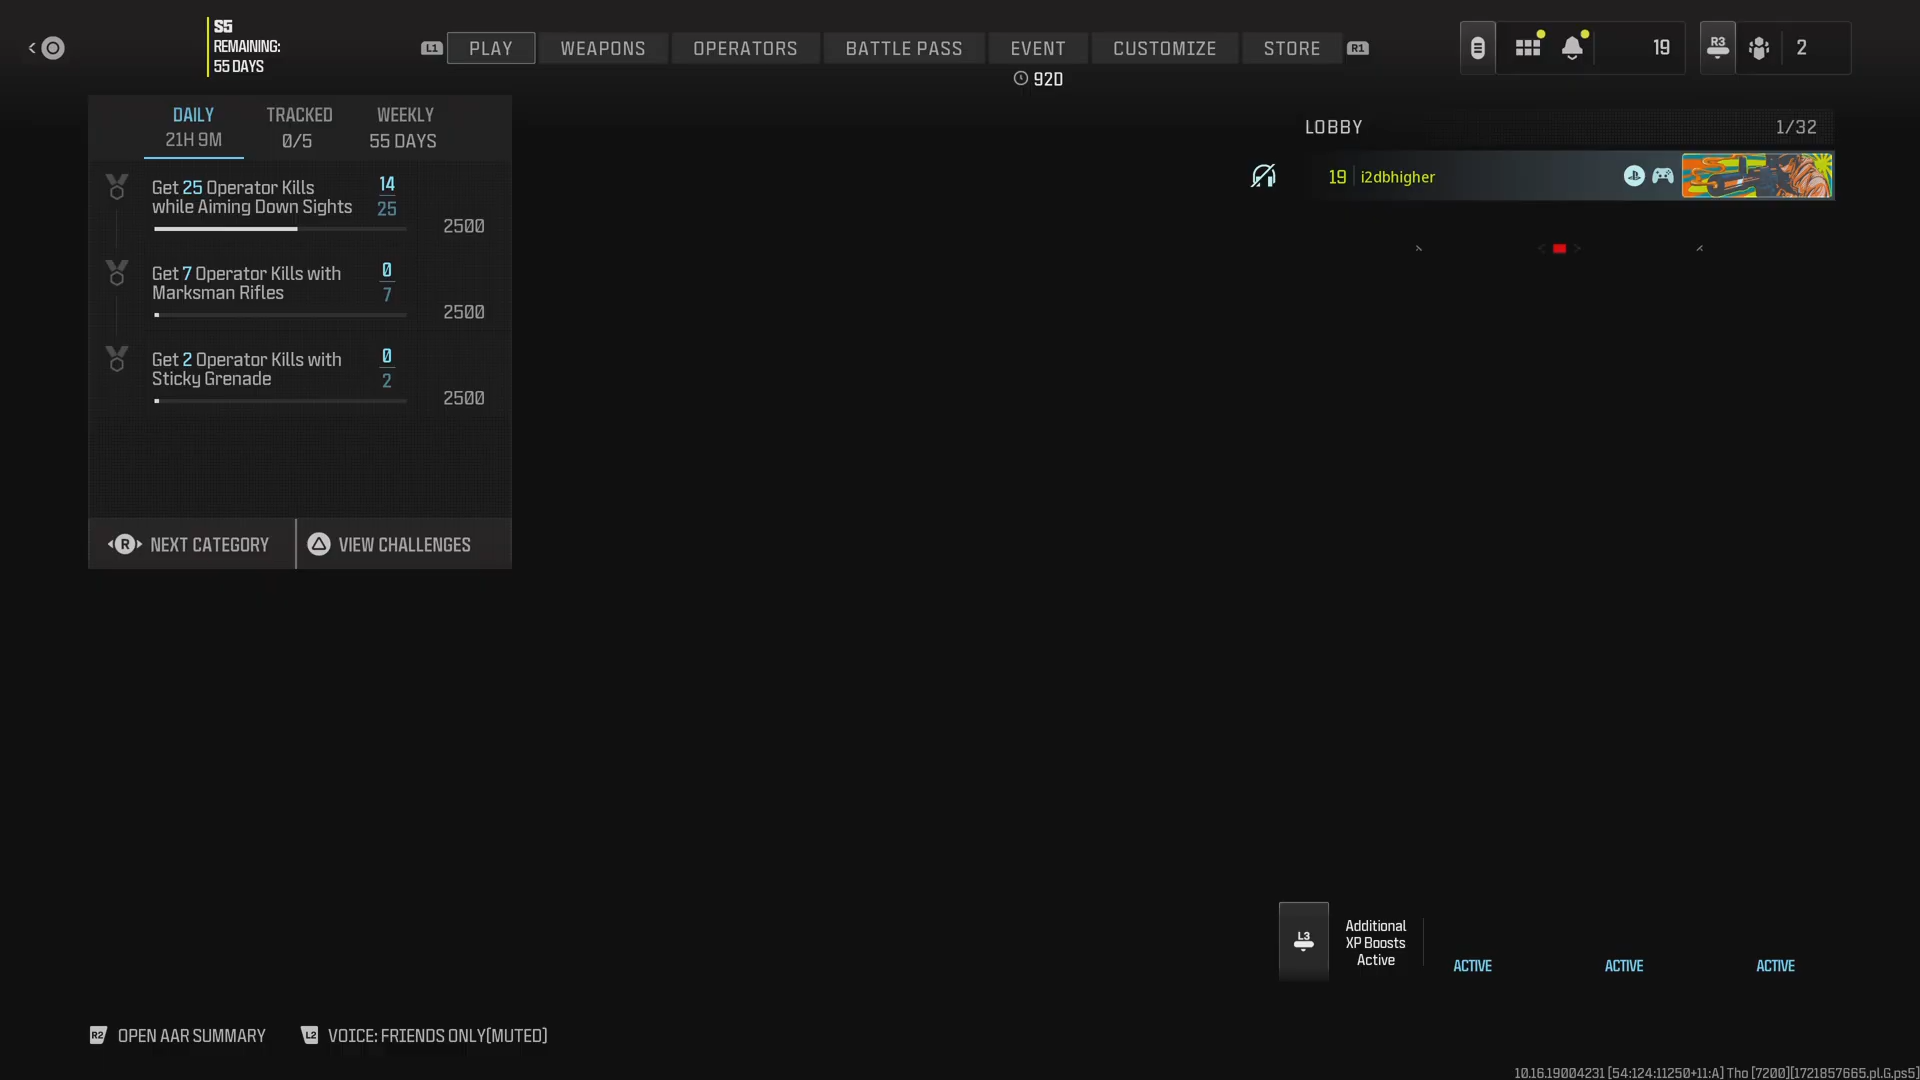 S5
REMAINING:
55 DAYS
L1 PLAY WEAPONS OPERATORS BATTLE PASS EVENT CUSTOMIZE STORE R1
920
19
R3
2
DAILY TRACKED WEEKLY
21H 9M 0/5 55 DAYS
Get 25 Operator Kills
while Aiming Down Sights
14
25
2500
Get 7 Operator Kills with
Marksman Rifles
0
7
2500
Get 2 Operator Kills with
Sticky Grenade
0
2
2500
R NEXT CATEGORY
VIEW CHALLENGES
LOBBY 1/32
19 i2dbhigher
L3
Additional
XP Boosts
Active
ACTIVE ACTIVE ACTIVE
R2 OPEN AAR SUMMARY L2 VOICE: FRIENDS ONLY(MUTED)
10.16.19004231 [54:124:11250+11:A] Tho [7200][1721857665.pl.G.ps5]